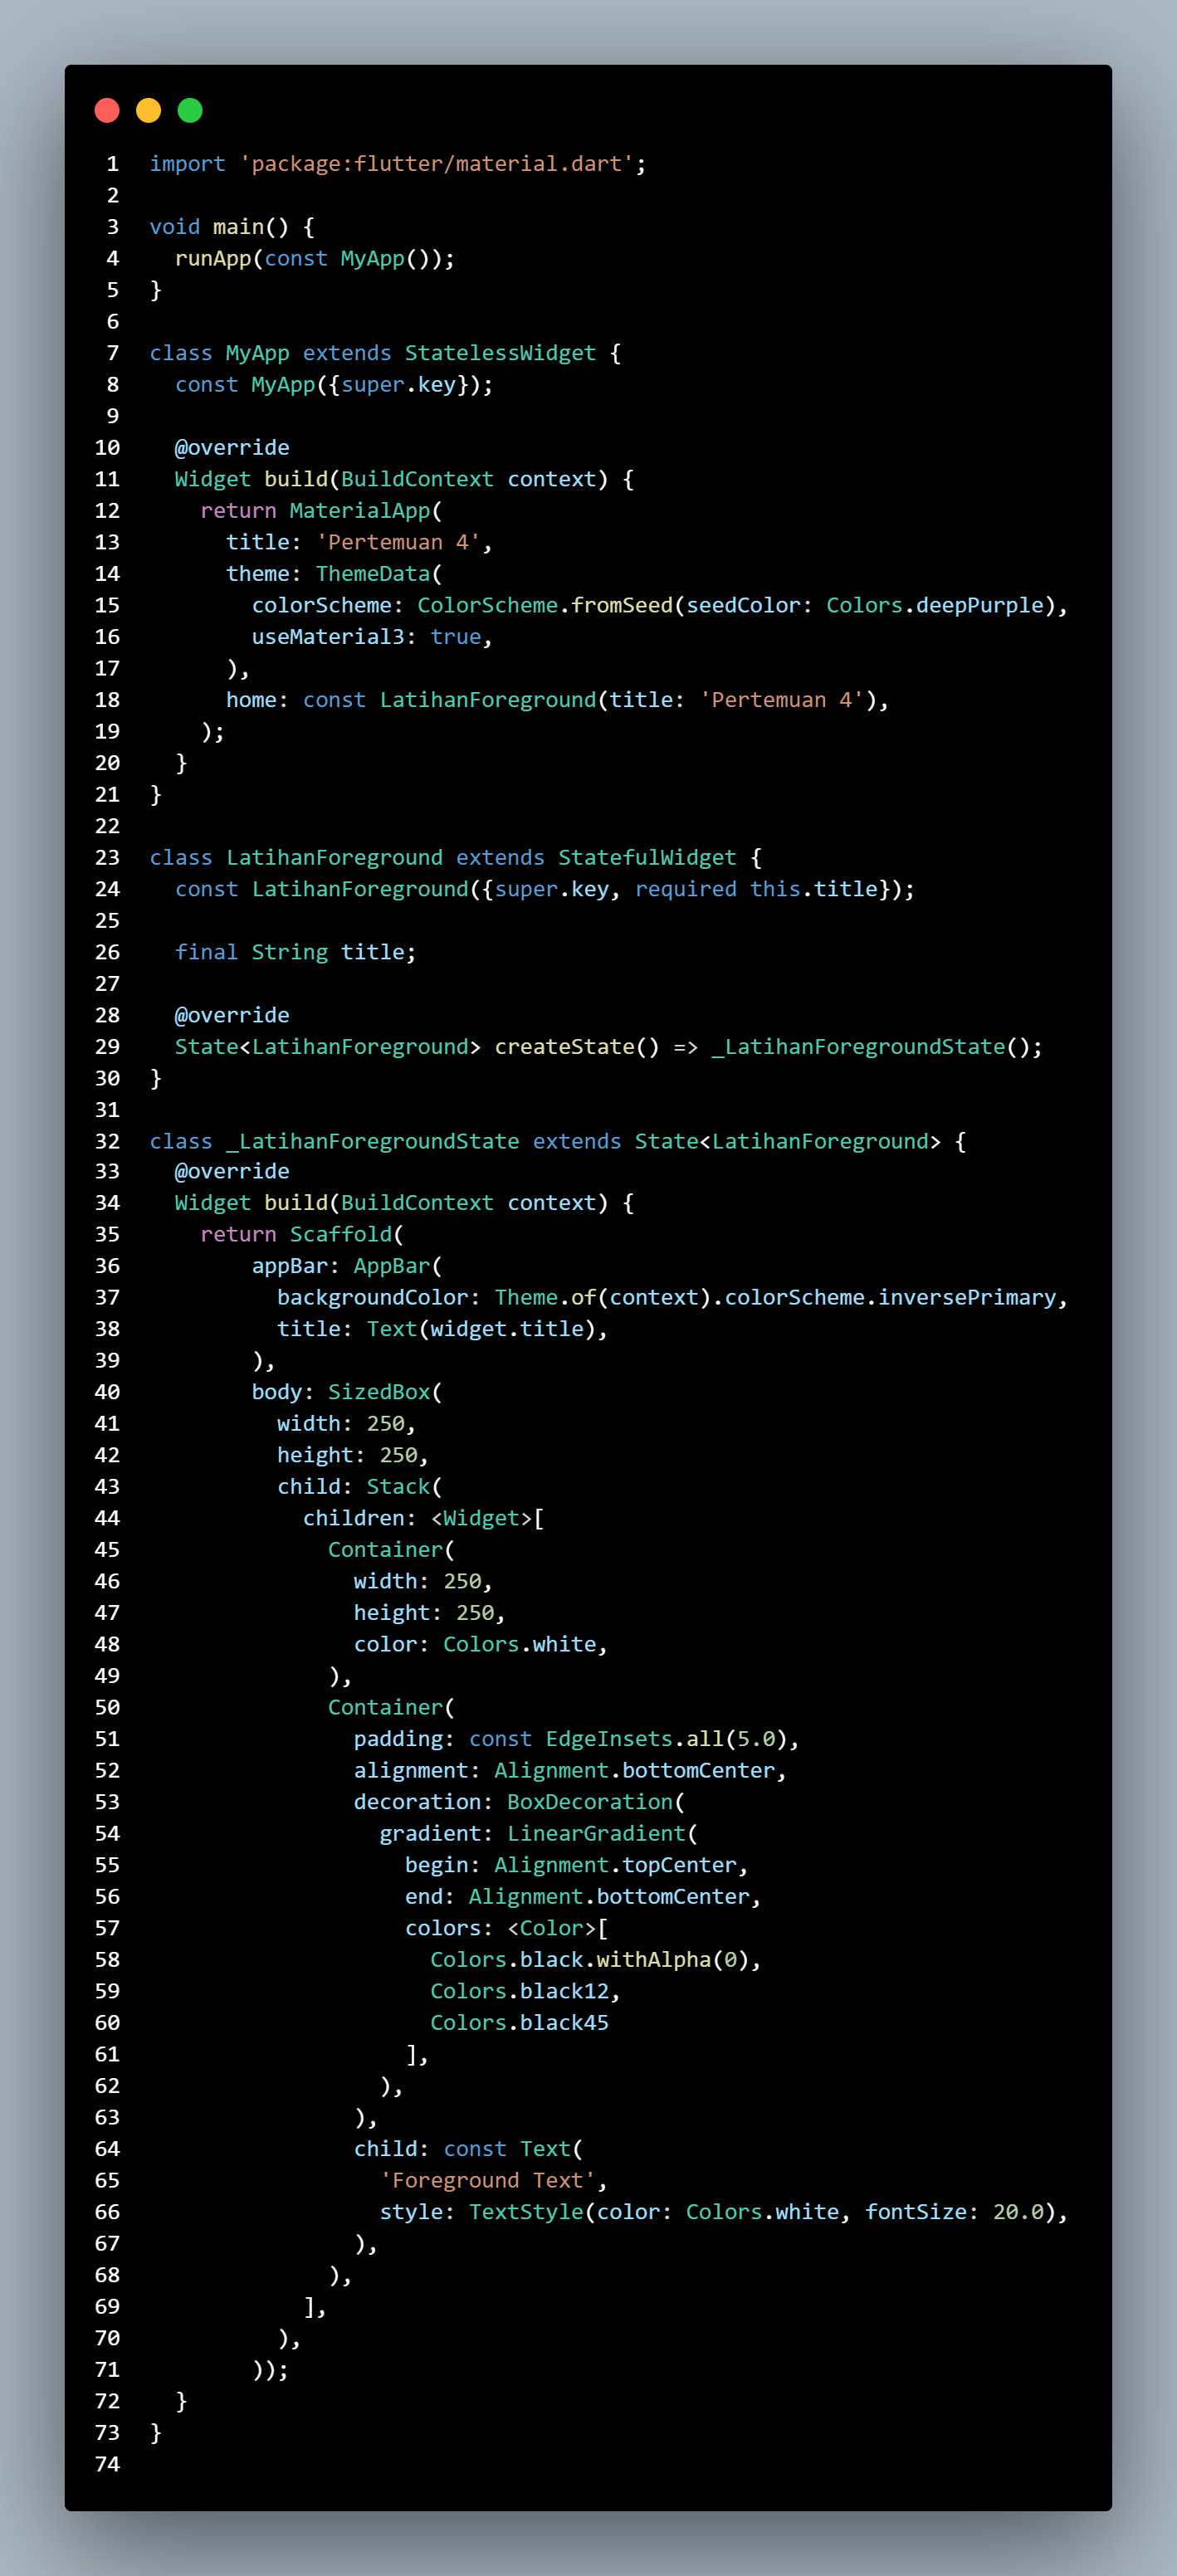 1 import 'package:flutter/material.dart';
2
3 void main() {
4   runApp(const MyApp());
5 }
6
7 class MyApp extends StatelessWidget {
8   const MyApp({super.key});
9
10   @override
11   Widget build(BuildContext context) {
12     return MaterialApp(
13       title: 'Pertemuan 4',
14       theme: ThemeData(
15         colorScheme: ColorScheme.fromSeed(seedColor: Colors.deepPurple),
16         useMaterial3: true,
17       ),
18       home: const LatihanForeground(title: 'Pertemuan 4'),
19     );
20   }
21 }
22
23 class LatihanForeground extends StatefulWidget {
24   const LatihanForeground({super.key, required this.title});
25
26   final String title;
27
28   @override
29   State<LatihanForeground> createState() => _LatihanForegroundState();
30 }
31
32 class _LatihanForegroundState extends State<LatihanForeground> {
33   @override
34   Widget build(BuildContext context) {
35     return Scaffold(
36         appBar: AppBar(
37           backgroundColor: Theme.of(context).colorScheme.inversePrimary,
38           title: Text(widget.title),
39         ),
40         body: SizedBox(
41           width: 250,
42           height: 250,
43           child: Stack(
44             children: <Widget>[
45               Container(
46                 width: 250,
47                 height: 250,
48                 color: Colors.white,
49               ),
50               Container(
51                 padding: const EdgeInsets.all(5.0),
52                 alignment: Alignment.bottomCenter,
53                 decoration: BoxDecoration(
54                   gradient: LinearGradient(
55                     begin: Alignment.topCenter,
56                     end: Alignment.bottomCenter,
57                     colors: <Color>[
58                       Colors.black.withAlpha(0),
59                       Colors.black12,
60                       Colors.black45
61                     ],
62                   ),
63                 ),
64                 child: const Text(
65                   'Foreground Text',
66                   style: TextStyle(color: Colors.white, fontSize: 20.0),
67                 ),
68               ),
69             ],
70           ),
71         ));
72   }
73 }
74